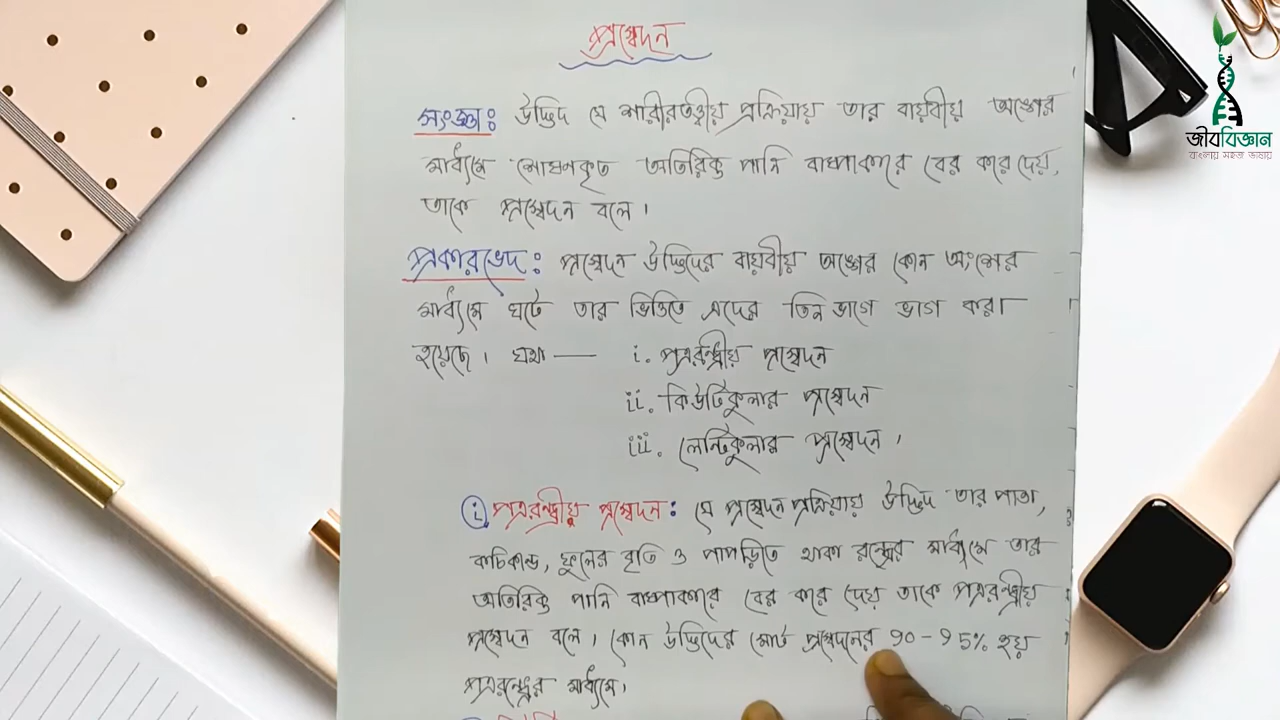 প্রস্বেদন
সংজ্ঞা: উদ্ভিদ যে শারীরতত্ত্বীয় প্রক্রিয়ায় তার বায়বীয় অঙ্গের
মাধ্যমে শোষণকৃত অতিরিক্ত পানি বাষ্পাকারে বের করে দেয়,
তাকে প্রস্বেদন বলে।
প্রকারভেদ: প্রস্বেদন উদ্ভিদের বায়বীয় অঙ্গের কোন অংশের
মাধ্যমে ঘটে তার ভিত্তিতে এদের তিন ভাগে ভাগ করা
হয়েছে। যথা — i. পত্ররন্ধ্রীয় প্রস্বেদন
ii. কিউটিকুলার প্রস্বেদন
iii. লেন্টিকুলার প্রস্বেদন।
i পত্ররন্ধ্রীয় প্রস্বেদন: যে প্রস্বেদন প্রক্রিয়ায় উদ্ভিদ তার পাতা,
কচিকান্ড, ফুলের বৃতি ও পাপড়িতে থাকা রন্ধ্রের মাধ্যমে তার
অতিরিক্ত পানি বাষ্পাকারে বের করে দেয় তাকে পত্ররন্ধ্রীয়
প্রস্বেদন বলে। কোন উদ্ভিদের মোট প্রস্বেদনের 90-95% হয়
পত্ররন্ধ্রের মাধ্যমে।
জীববিজ্ঞান
বাংলায় সহজ ভাষায়